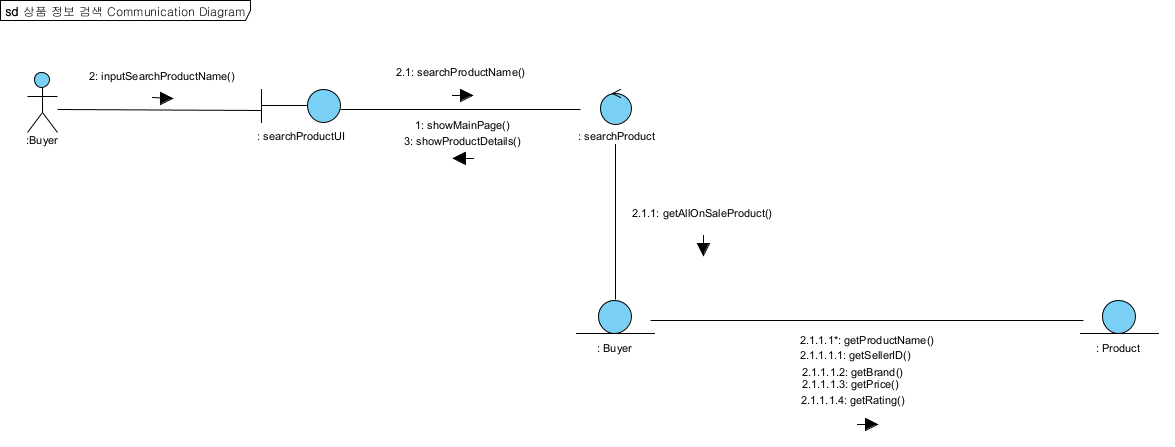 sd 상품 정보 검색 Communication Diagram
2: inputSearchProductName()
2.1: searchProductName()
1: showMainPage()
3: showProductDetails()
:Buyer
: searchProductUI
: searchProduct
2.1.1: getAllOnSaleProduct()
: Buyer
: Product
2.1.1.1*: getProductName()
2.1.1.1.1: getSellerID()
2.1.1.1.2: getBrand()
2.1.1.1.3: getPrice()
2.1.1.1.4: getRating()